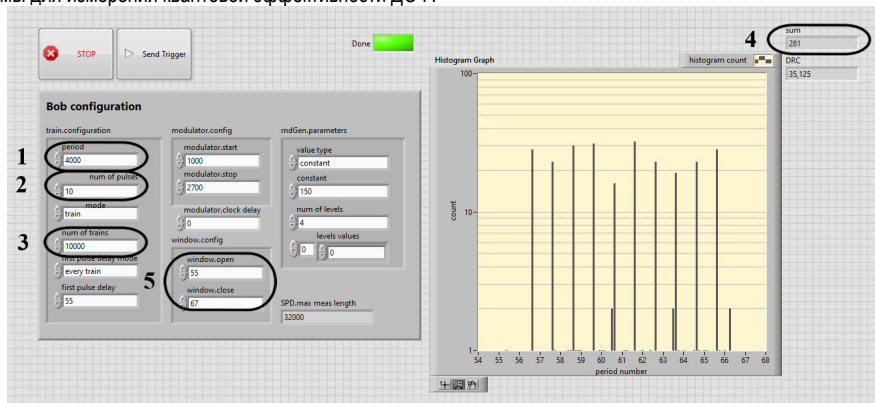 мы для измерения квантовой эффективности ДОФ.
STOP
Send Trigger
Done
4
sum
281
DRC
35,125
Histogram Graph
histogram count
Bob configuration
train.configuration
1
period
4000
2
num of pulses
10
mode
train
3
num of trains
10000
first pulse delay mode
every train
first pulse delay
55
modulator.config
modulator.start
1000
modulator.stop
2700
modulator.clock delay
0
window.config
5
window.open
55
window.close
67
rndGen.parameters
value type
constant
constant
150
num of levels
4
levels values
0
0
SPD.max meas length
32000
count
100-
10-
1-
54 55 56 57 58 59 60 61 62 63 64 65 66 67 68
period number